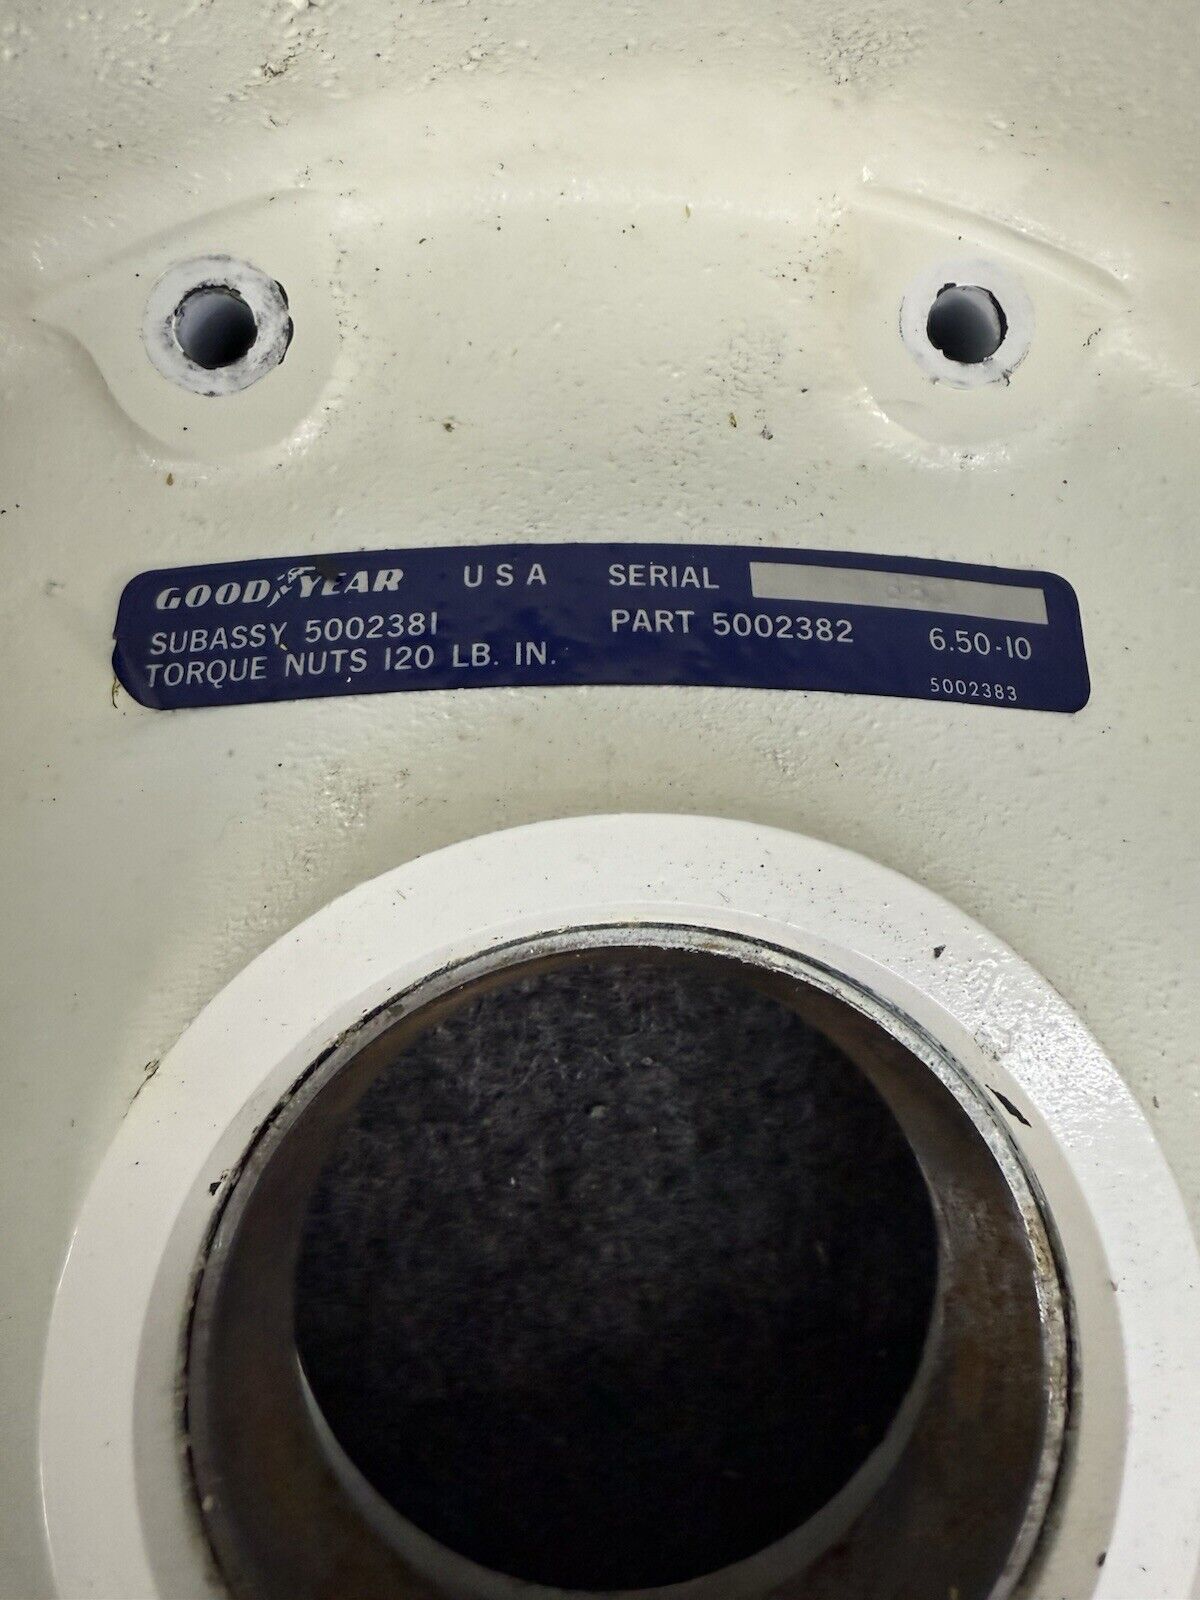 GOODYEAR USA SERIAL
SUBASSY 5002381 PART 5002382 6.50-10
TORQUE NUTS 120 LB. IN.
5002383